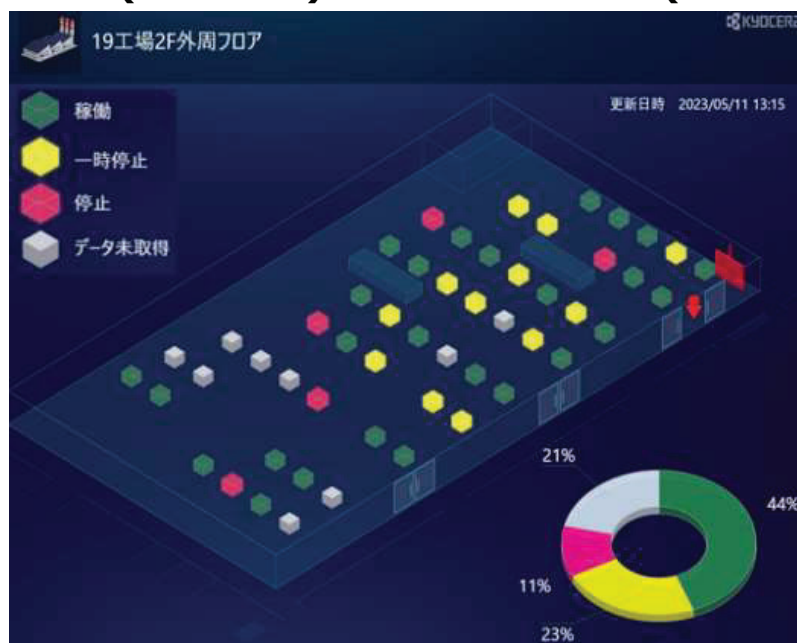 19工場2F外周フロア
KYOCERA
更新日時 2023/05/11 13:15
稼働
一時停止
停止
データ未取得
21%
44%
11%
23%